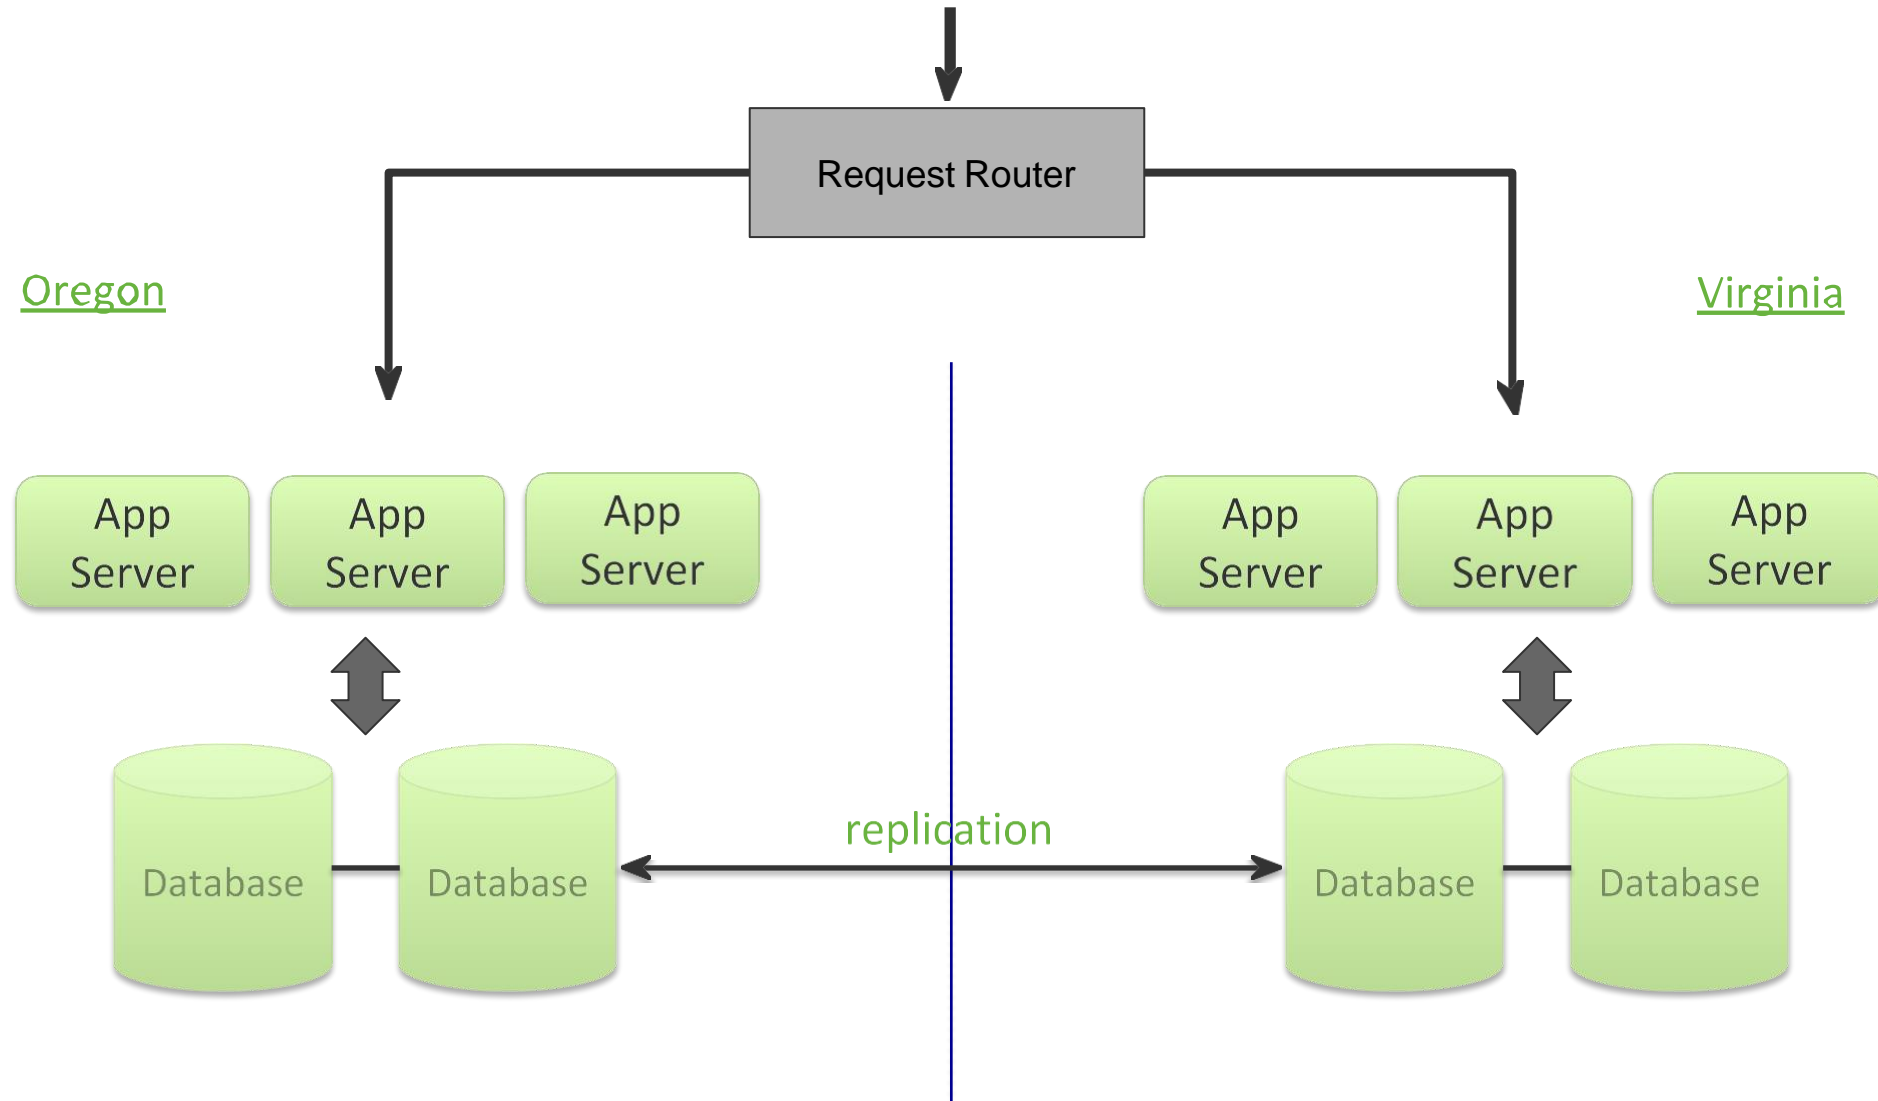 Request Router
Oregon
Virginia
App
Server
App
Server
App
Server
App
Server
App
Server
App
Server
replication
Database
Database
Database
Database